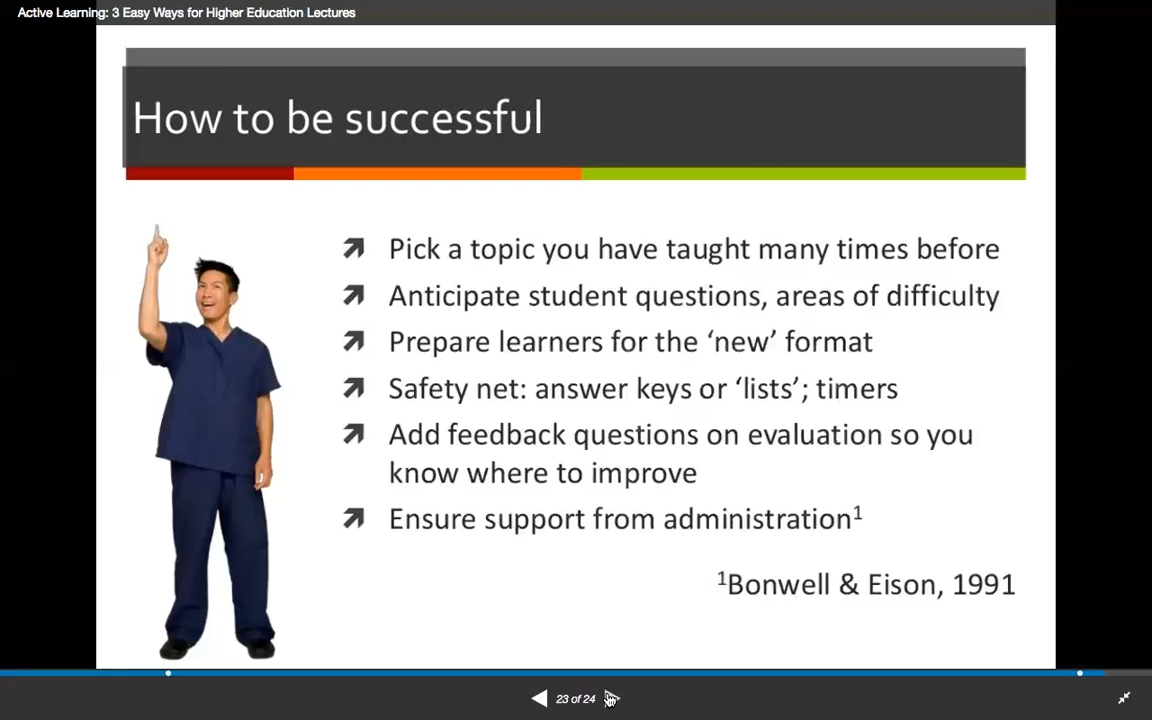 Active Learning: 3 Easy Ways for Higher Education Lectures
How to be successful
Pick a topic you have taught many times before
Anticipate student questions, areas of difficulty
Prepare learners for the ‘new’ format
Safety net: answer keys or ‘lists’; timers
Add feedback questions on evaluation so you
know where to improve
Ensure support from administration¹
¹Bonwell & Eison, 1991
23 of 24